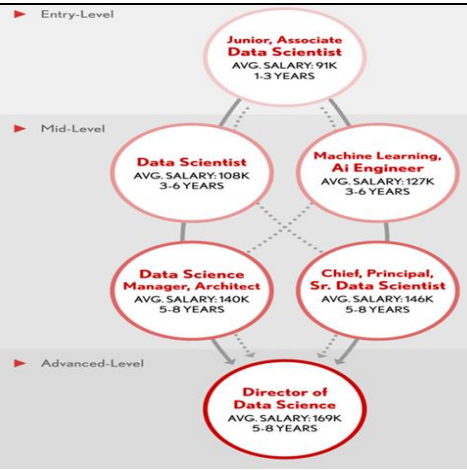 Entry-Level
Junior, Associate
Data Scientist
AVG. SALARY: 91K
1-3 YEARS
Mid-Level
Data Scientist
AVG. SALARY: 108K
3-6 YEARS
Machine Learning,
Ai Engineer
AVG. SALARY: 127K
3-6 YEARS
Data Science
Manager, Architect
AVG. SALARY: 140K
5-8 YEARS
Chief, Principal,
Sr. Data Scientist
AVG. SALARY: 146K
5-8 YEARS
Advanced-Level
Director of
Data Science
AVG. SALARY: 169K
5-8 YEARS